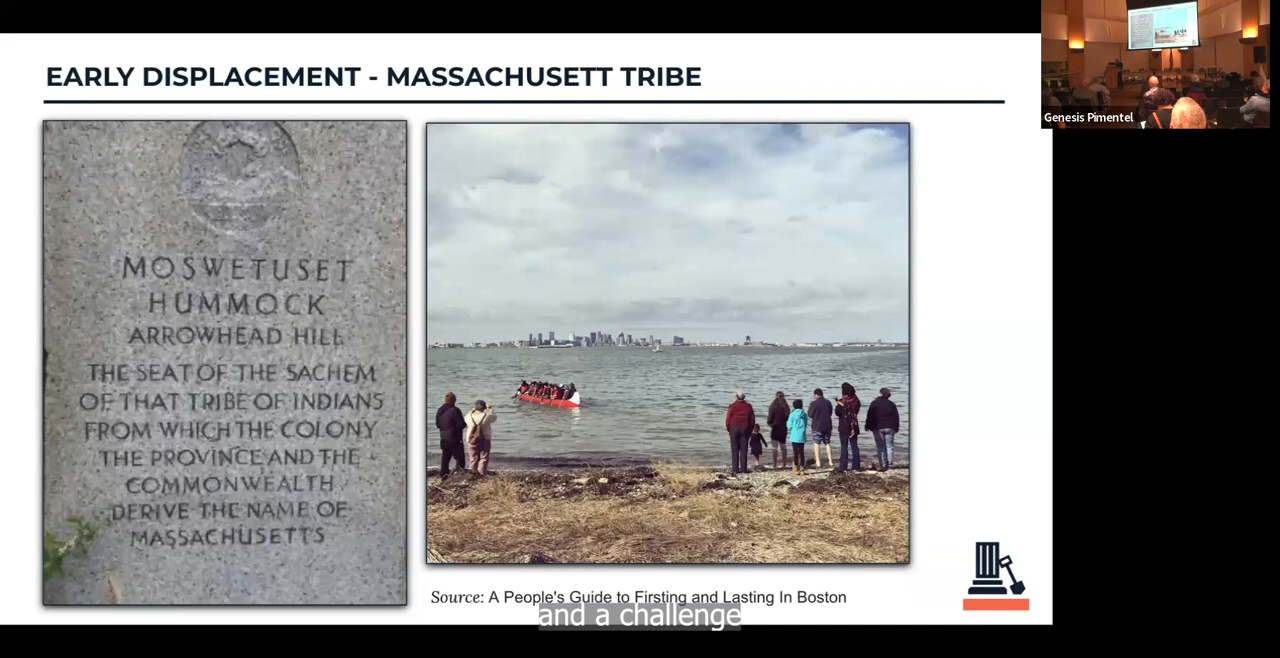 EARLY DISPLACEMENT - MASSACHUSETT TRIBE
Genesis Pimentel
MOSWETUSET
HUMMOCK
ARROWHEAD HILL
THE SEAT OF THE SACHEM
OF THAT TRIBE OF INDIANS
FROM WHICH THE COLONY
THE PROVINCE AND THE
COMMONWEALTH
DERIVE THE NAME OF
MASSACHUSETTS
Source: A People's Guide to Firsting and Lasting In Boston
and a challenge